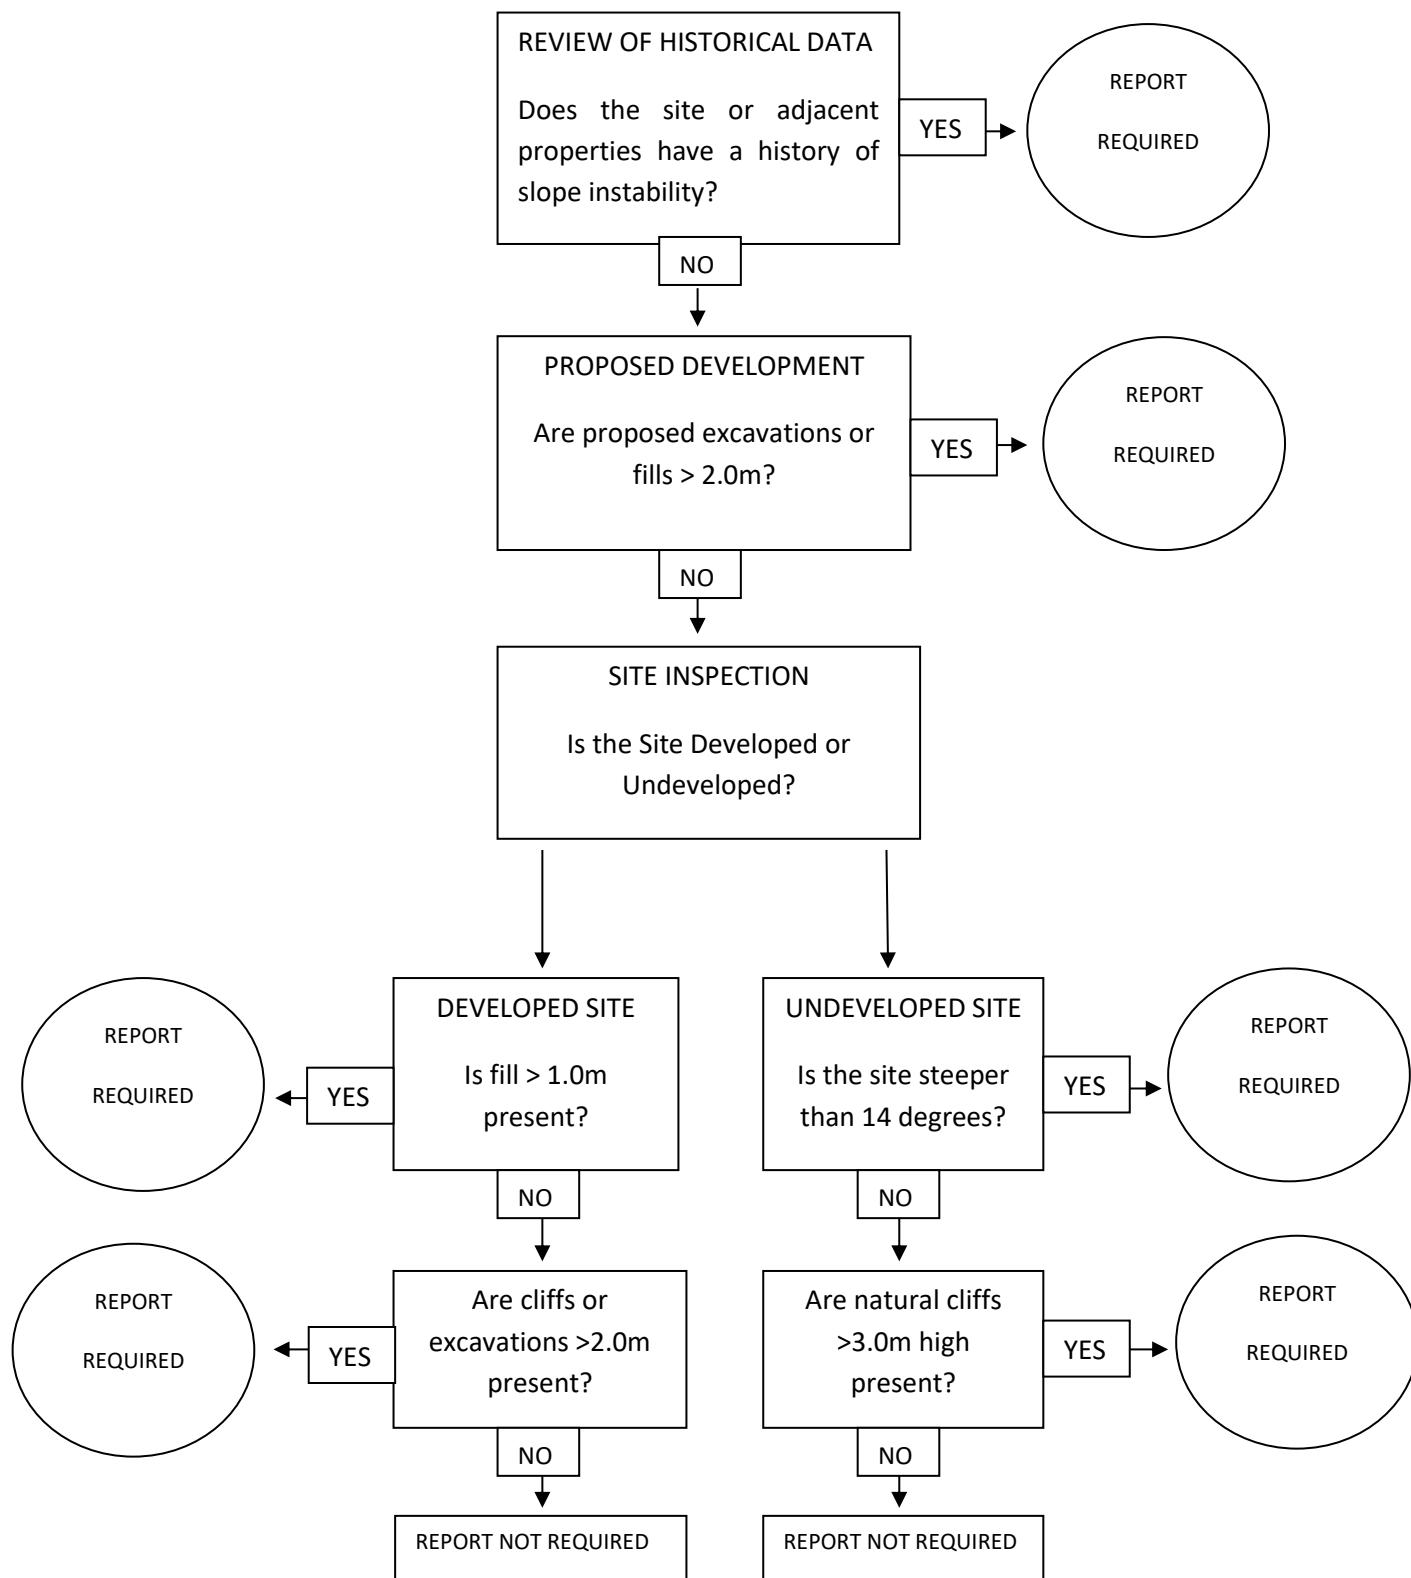 REVIEW OF HISTORICAL DATA
Does the site or adjacent
properties have a history of
slope instability?
YES
REPORT
REQUIRED
NO
PROPOSED DEVELOPMENT
Are proposed excavations or
fills > 2.0m?
YES
REPORT
REQUIRED
NO
SITE INSPECTION
Is the Site Developed or
Undeveloped?
DEVELOPED SITE
Is fill > 1.0m
present?
YES
REPORT
REQUIRED
NO
Are cliffs or
excavations >2.0m
present?
YES
REPORT
REQUIRED
NO
REPORT NOT REQUIRED
UNDEVELOPED SITE
Is the site steeper
than 14 degrees?
YES
REPORT
REQUIRED
NO
Are natural cliffs
>3.0m high
present?
YES
REPORT
REQUIRED
NO
REPORT NOT REQUIRED